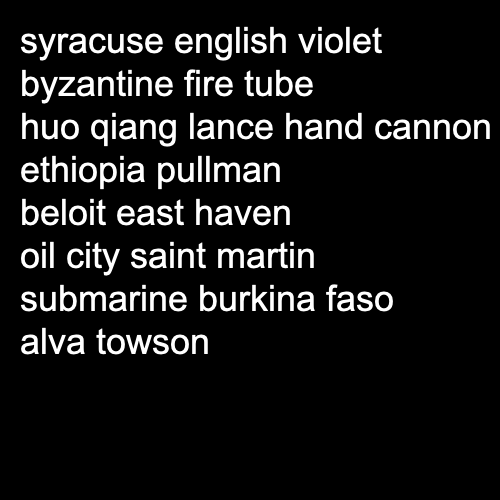 syracuse english violet
byzantine fire tube
huo qiang lance hand cannon
ethiopia pullman
beloit east haven
oil city saint martin
submarine burkina faso
alva towson